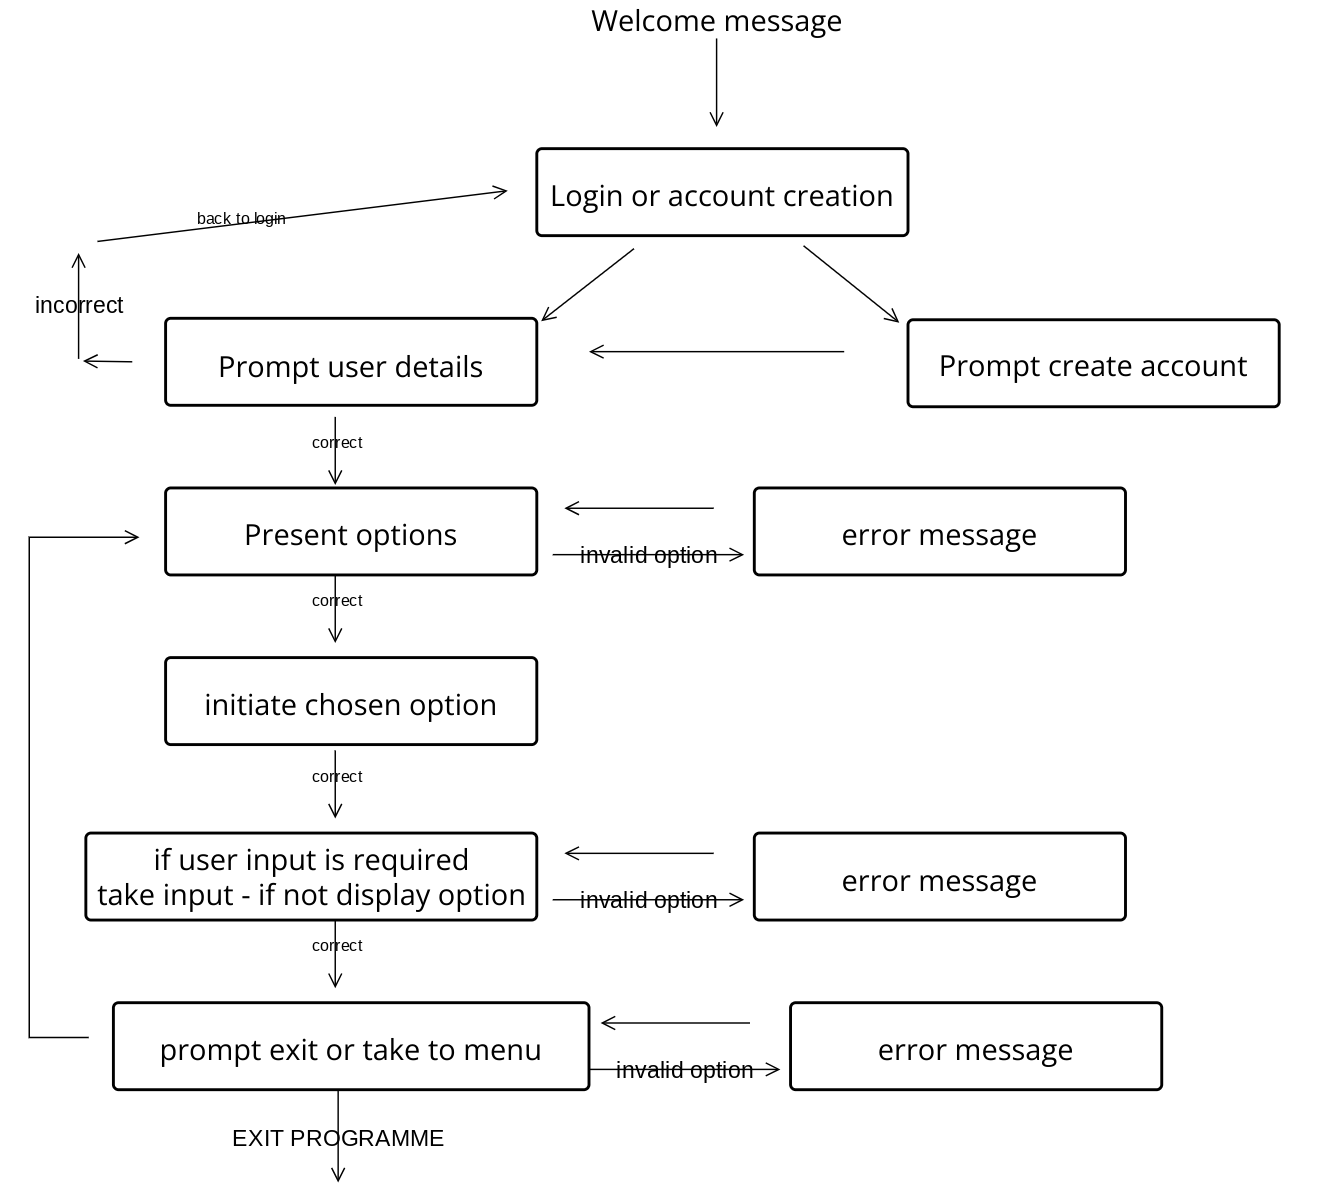 Welcome message
Login or account creation
back to login
incorrect
Prompt user details
Prompt create account
correct
Present options
invalid option
error message
correct
initiate chosen option
correct
if user input is required
take input - if not display option
invalid option
error message
correct
prompt exit or take to menu
invalid option
error message
EXIT PROGRAMME